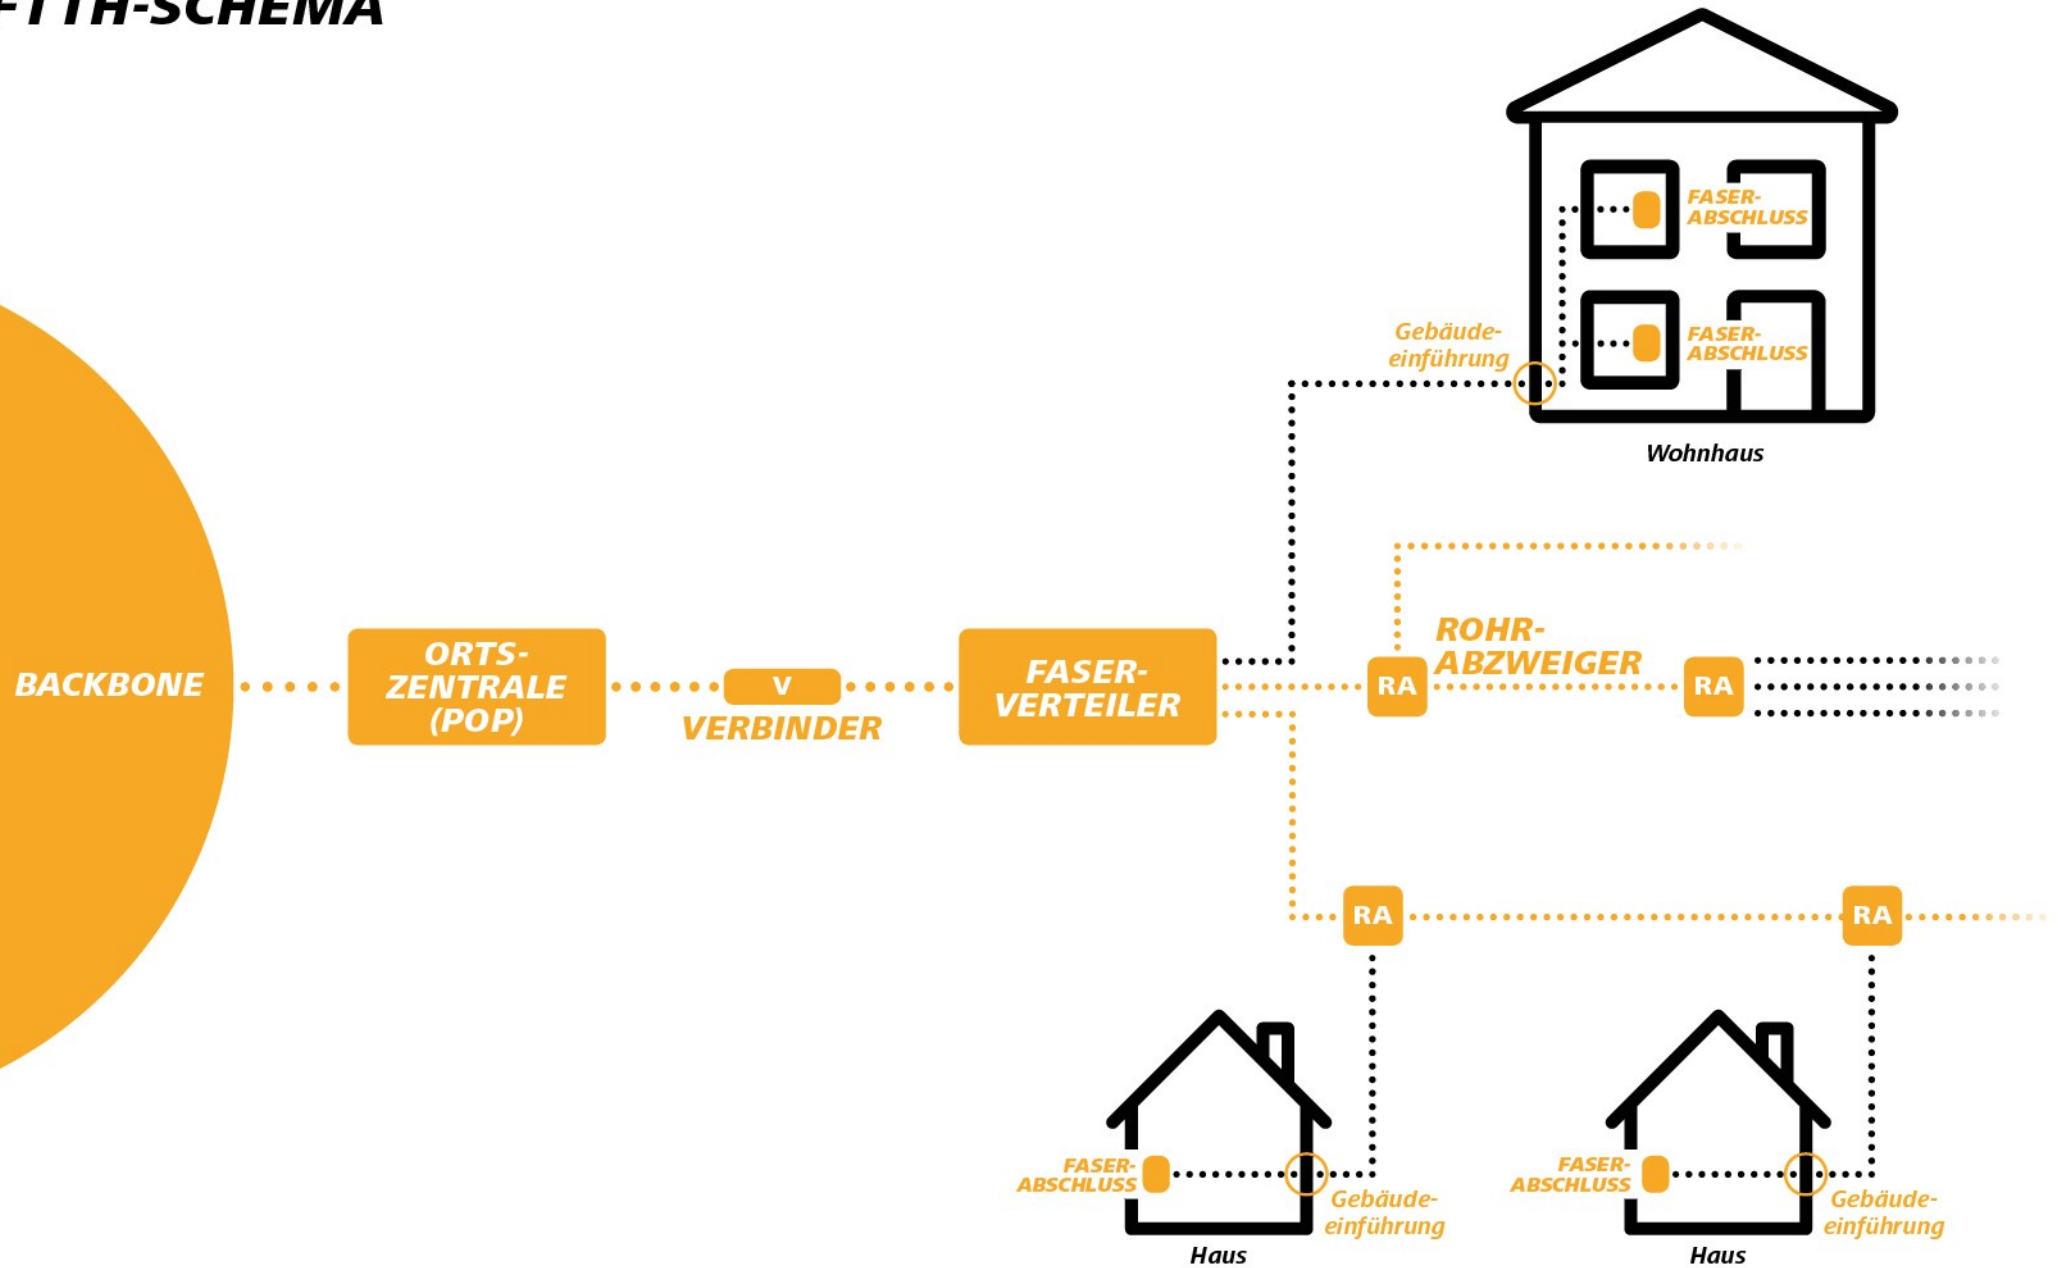 FTTH-SCHEMA
FASER-
ABSCHLUSS
FASER-
ABSCHLUSS
Gebäude-
einführung
Wohnhaus
BACKBONE
ORTS-
ZENTRALE
(POP)
V
VERBINDER
FASER-
VERTEILER
RA
ROHR-
ABZWEIGER
RA
RA
RA
FASER-
ABSCHLUSS
Gebäude-
einführung
Haus
FASER-
ABSCHLUSS
Gebäude-
einführung
Haus